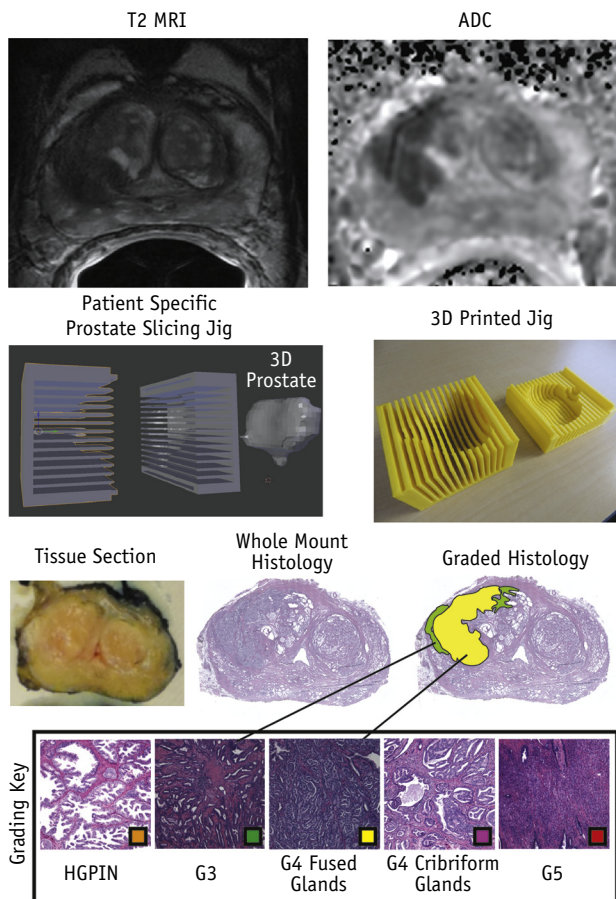 T2 MRI
ADC
Patient Specific
Prostate Slicing Jig
3D Printed Jig
3D
Prostate
Tissue Section
Whole Mount
Histology
Graded Histology
Grading Key
HGPIN
G3
G4 Fused
Glands
G4 Cribriform
Glands
G5